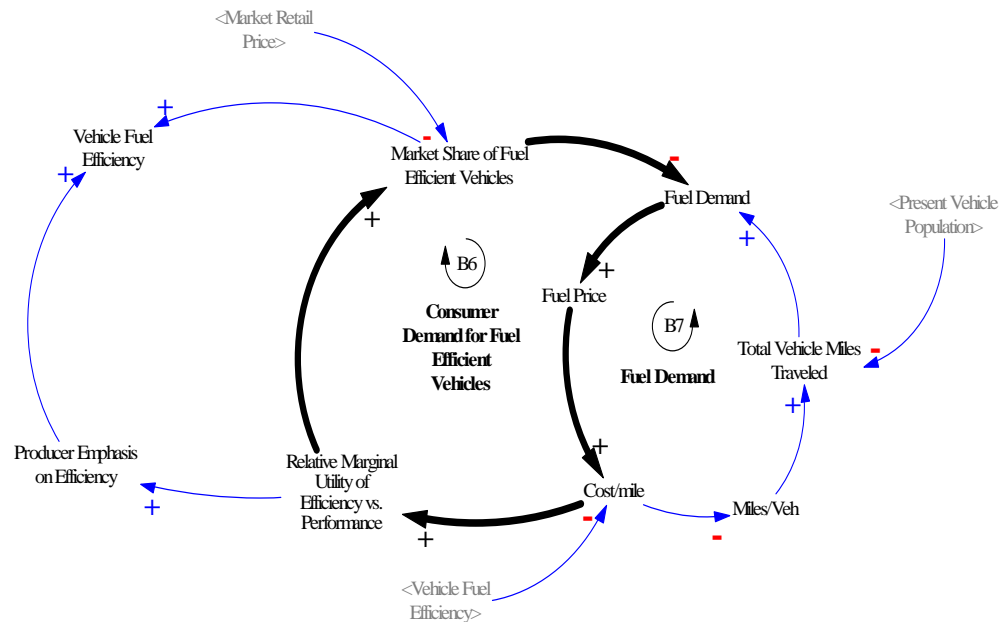 <Market Retail
Price>
+
Vehicle Fuel
Efficiency
+
-
Market Share of Fuel
Efficient Vehicles
-
Fuel Demand
+
+
<Present Vehicle
Population>
B6
+
Fuel Price
Consumer
Demand for Fuel
Efficient
Vehicles
B7
Fuel Demand
Total Vehicle Miles
Traveled
-
+
Producer Emphasis
on Efficiency
+
Relative Marginal
Utility of
Efficiency vs.
Performance
+
+
Cost/mile
-
Miles/Veh
-
<Vehicle Fuel
Efficiency>